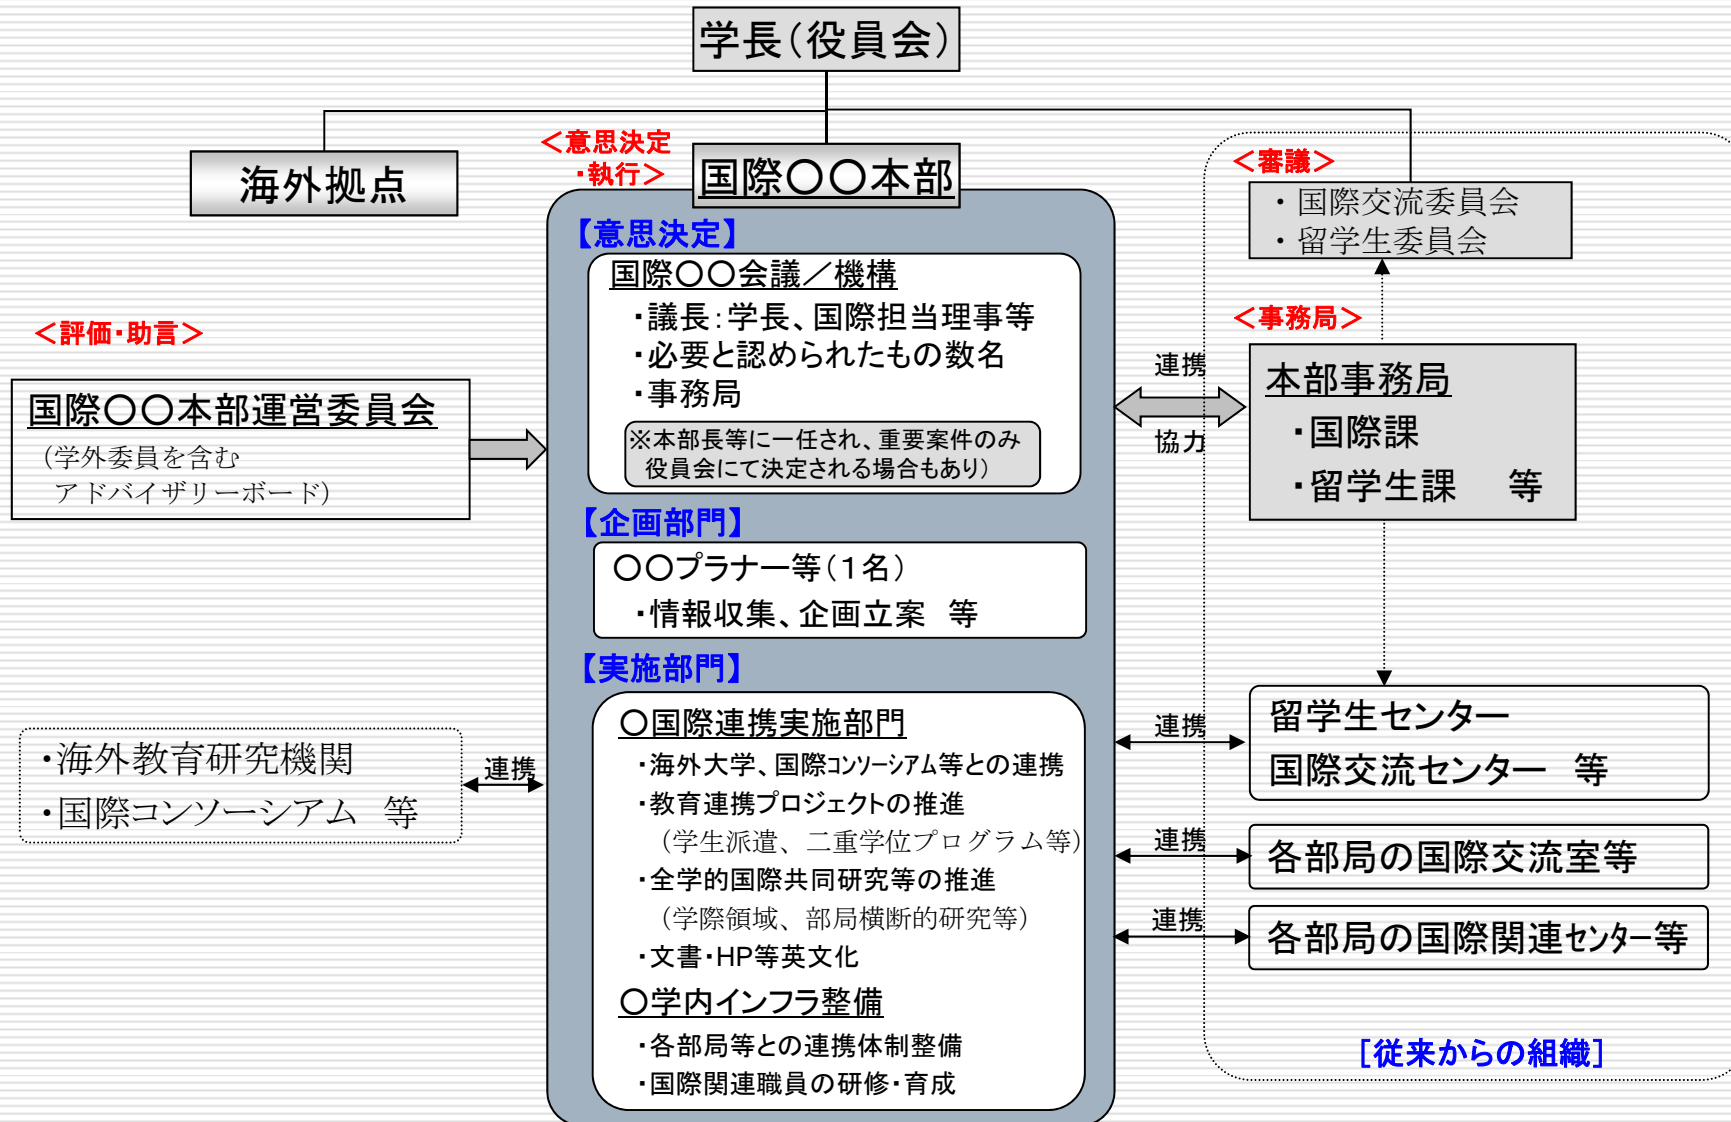 学長（役員会）
海外拠点
＜意思決定
・執行＞
国際〇〇本部
＜審議＞
・国際交流委員会
・留学生委員会
【意思決定】
国際〇〇会議／機構
・議長：学長、国際担当理事等
・必要と認められたもの数名
・事務局
※本部長等に一任され、重要案件のみ
役員会にて決定される場合もあり）
＜評価・助言＞
国際〇〇本部運営委員会
（学外委員を含む
アドバイザリーボード）
連携
協力
＜事務局＞
本部事務局
・国際課
・留学生課　等
【企画部門】
〇〇プラナー等（１名）
・情報収集、企画立案　等
【実施部門】
〇国際連携実施部門
・海外大学、国際コンソーシアム等との連携
・教育連携プロジェクトの推進
（学生派遣、二重学位プログラム等）
・全学的国際共同研究等の推進
（学際領域、部局横断的研究等）
・文書・HP等英文化
〇学内インフラ整備
・各部局等との連携体制整備
・国際関連職員の研修・育成
・海外教育研究機関
・国際コンソーシアム　等
連携
連携
留学生センター
国際交流センター　等
連携
各部局の国際交流室等
連携
各部局の国際関連センター等
［従来からの組織］